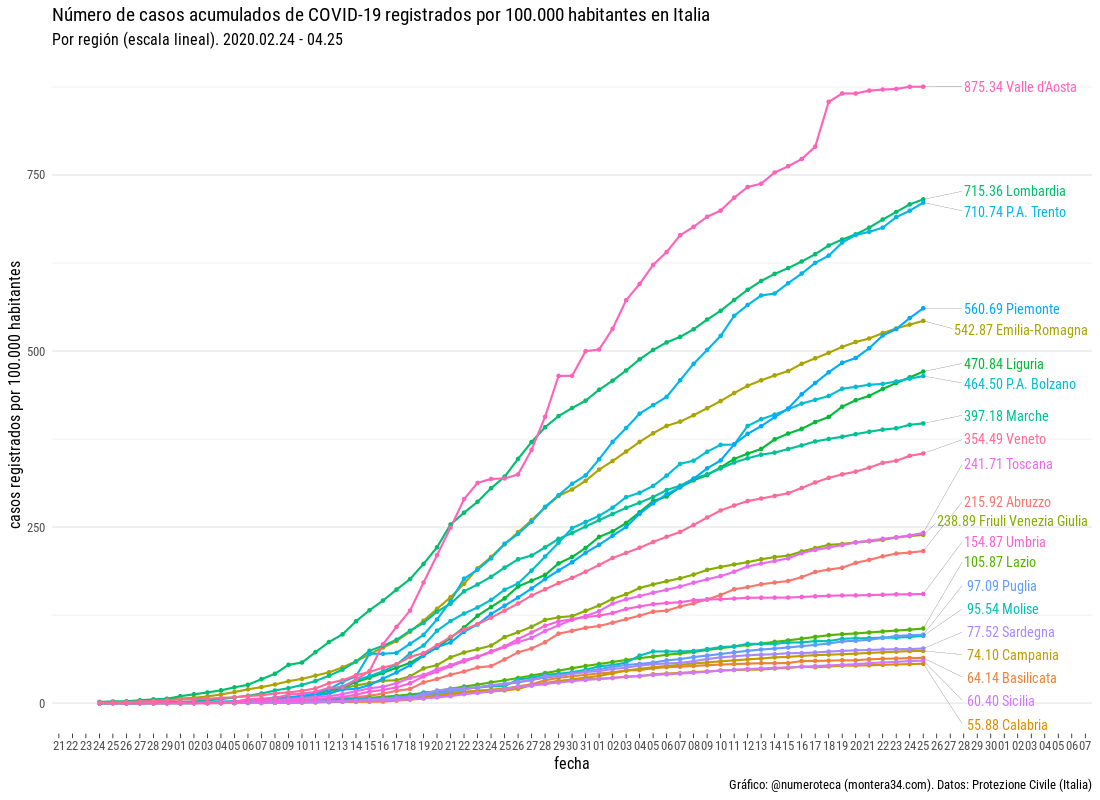 Número de casos acumulados de COVID-19 registrados por 100.000 habitantes en Italia
Por región (escala lineal). 2020.02.24 - 04.25
casos registrados por 100.000 habitantes
750
500
250
0
875.34 Valle d'Aosta
715.36 Lombardia
710.74 P.A. Trento
560.69 Piemonte
542.87 Emilia-Romagna
470.84 Liguria
464.50 P.A. Bolzano
397.18 Marche
354.49 Veneto
241.71 Toscana
215.92 Abruzzo
238.89 Friuli Venezia Giulia
154.87 Umbria
105.87 Lazio
97.09 Puglia
95.54 Molise
77.52 Sardegna
74.10 Campania
64.14 Basilicata
60.40 Sicilia
55.88 Calabria
21 22 23 24 25 26 27 28 29 01 02 03 04 05 06 07 08 09 10 11 12 13 14 15 16 17 18 19 20 21 22 23 24 25 26 27 28 29 30 31 01 02 03 04 05 06 07 08 09 10 11 12 13 14 15 16 17 18 19 20 21 22 23 24 25 26 27 28 29 30 01 02 03 04 05 06 07
fecha
Gráfico: @numeroteca (montera34.com). Datos: Protezione Civile (Italia)